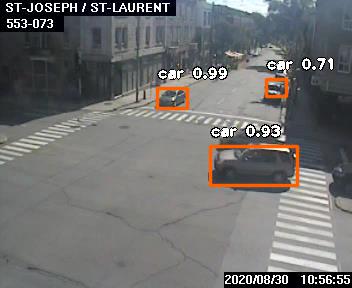 ST-JOSEPH / ST-LAURENT
553-073
car 0.99
car 0.71
car 0.93
2020/08/30 10:56:55